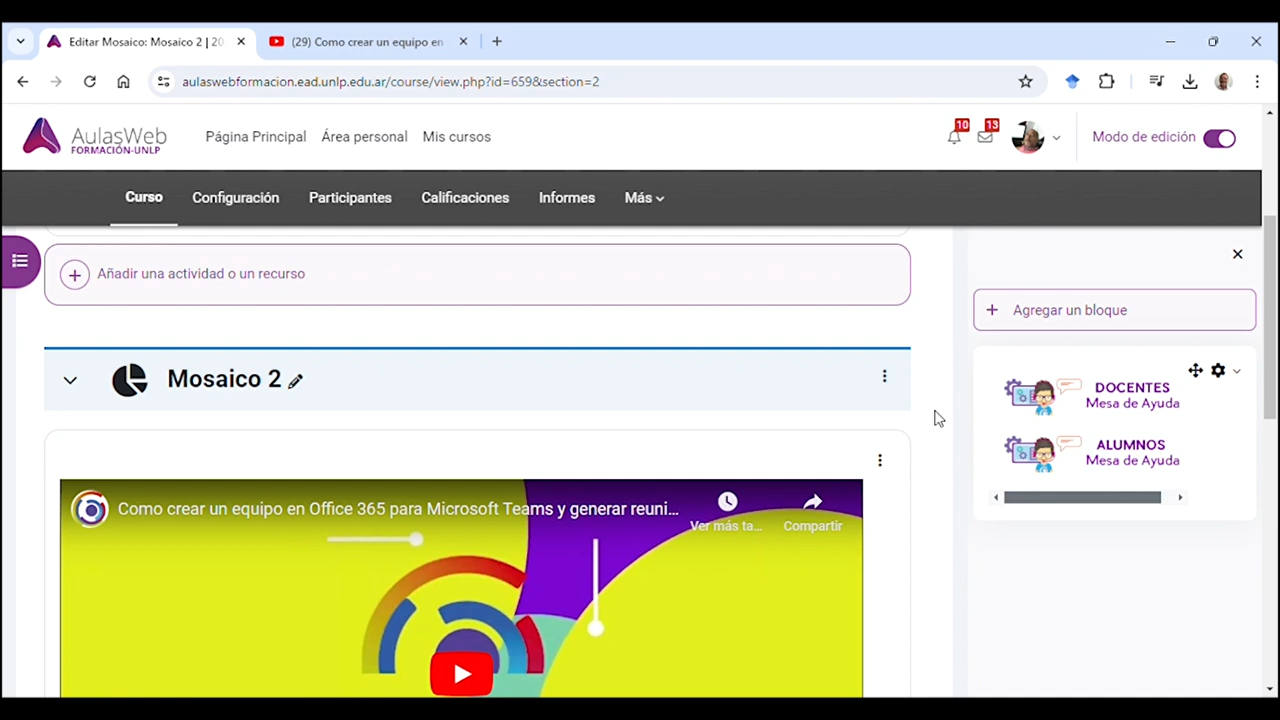 Editar Mosaico: Mosaico 2 | 20
(29) Como crear un equipo en
aulaswebformacion.ead.unlp.edu.ar/course/view.php?id=659&section=2
AulasWeb
FORMACIÓN-UNLP
Página Principal
Área personal
Mis cursos
10
13
Modo de edición
Curso
Configuración
Participantes
Calificaciones
Informes
Más
Añadir una actividad o un recurso
Agregar un bloque
Mosaico 2
DOCENTES
Mesa de Ayuda
ALUMNOS
Mesa de Ayuda
Como crear un equipo en Office 365 para Microsoft Teams y generar reuni...
Ver más ta...
Compartir